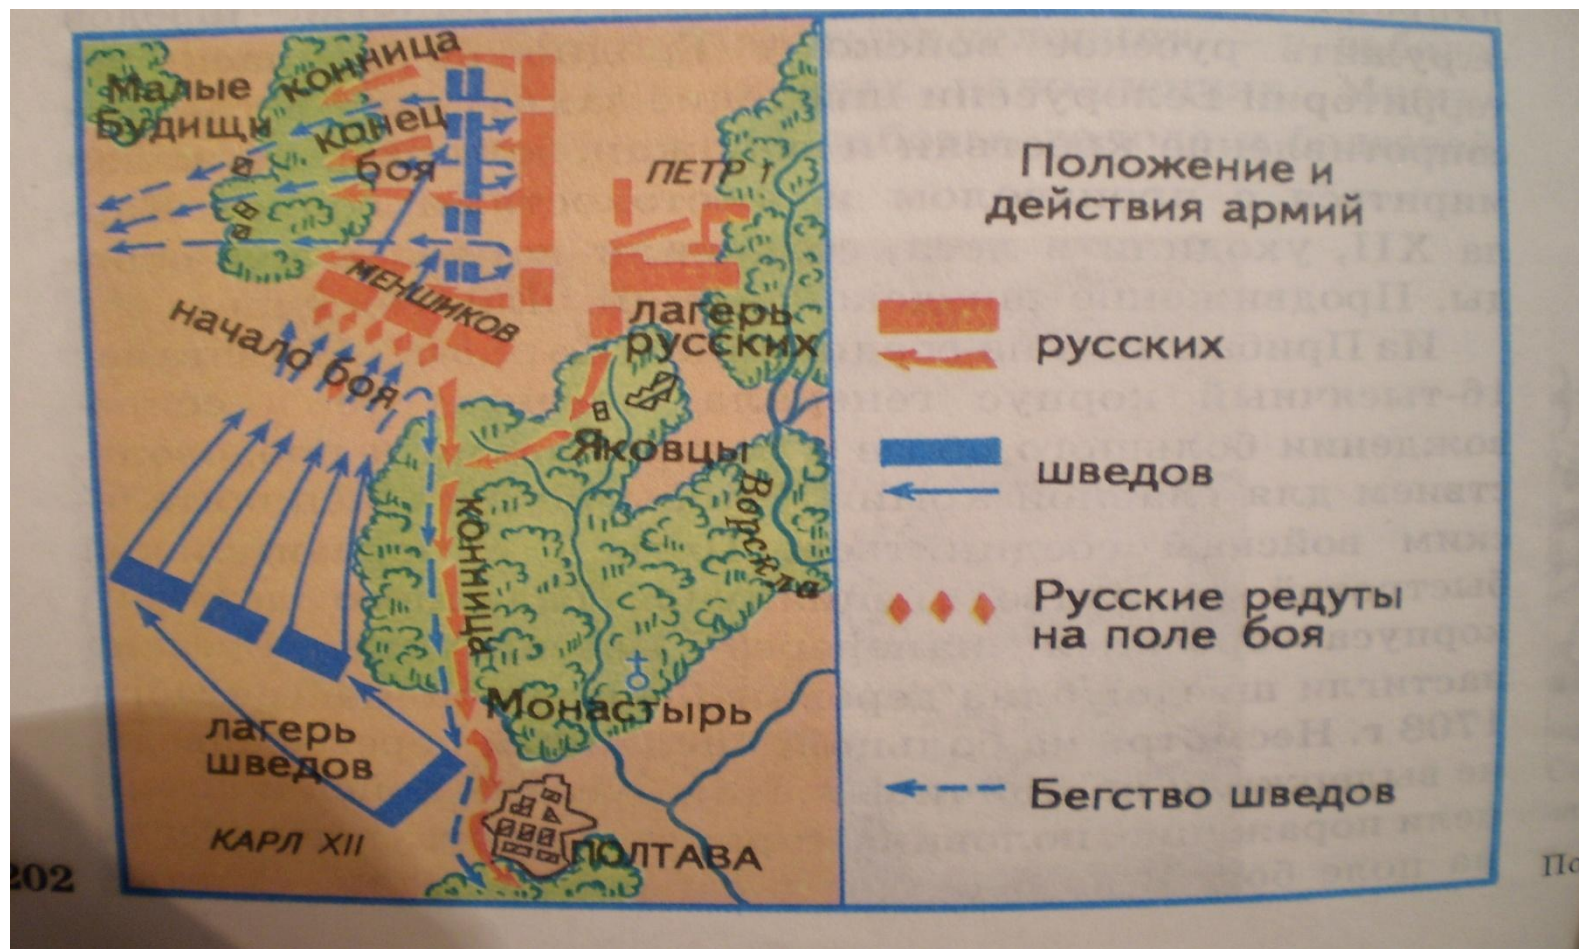 конница
Малые
Будищи
конец
боя
ПЕТР I
МЕНШИКОВ
лагерь
русских
начало боя
Яковцы
Ворскла
конница
Монастырь
лагерь
шведов
КАРЛ XII
ПОЛТАВА
Положение и
действия армий
русских
шведов
Русские редуты
на поле боя
Бегство шведов
202
По